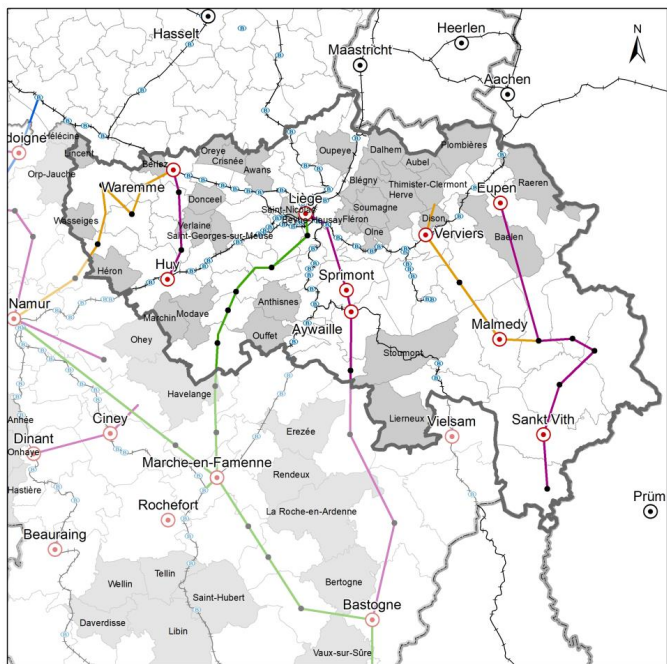 Hasselt
Heerlen
N
Maastricht
Aachen
Hélécine
doigne
Lincent
Orp-Jauche
Oreye
Crisnée
Awans
Berloz
Oupeye
Dalhem
Plombières
Aubel
Blégny
Waremme
Donceel
Thimister-Clermont
Herve
Eupen
Raeren
Liège
Saint-Nicolas
Soumagne
Wasseiges
Verlaine
Saint-Georges-sur-Meuse
Beyne-Heusay
Fléron
Dison
Olne
Verviers
Baelen
Héron
Huy
Sprimont
Namur
Marchin
Modave
Anthisnes
Aywaille
Malmedy
Ohey
Ouffet
Stoumont
Havelange
Lierneux
Anhée
Ciney
Erezée
Vielsam
Sankt Vith
Dinant
Onhaye
Marche-en-Famenne
Hastière
Rendeux
Rochefort
La Roche-en-Ardenne
Prüm
Beauraing
Tellin
Wellin
Saint-Hubert
Bertogne
Daverdisse
Bastogne
Libin
Vaux-sur-Sûre